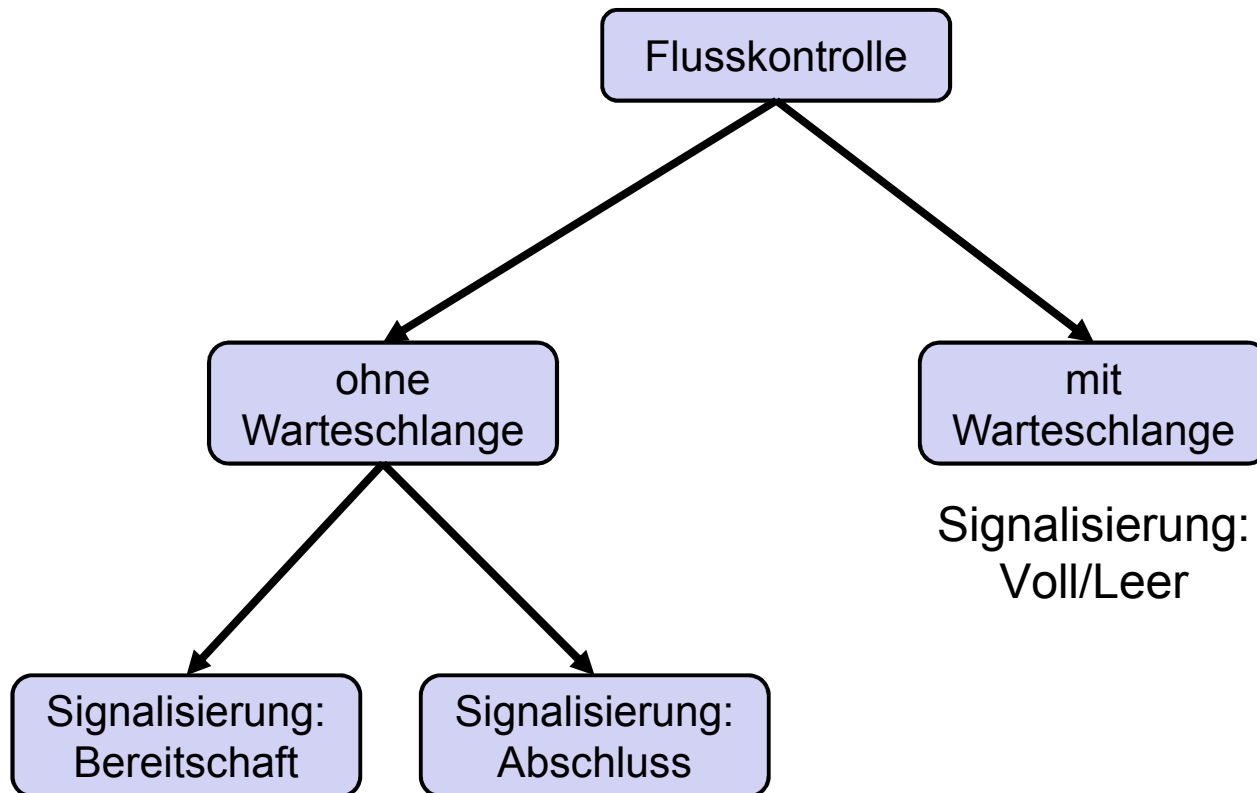 Flusskontrolle
ohne
Warteschlange
mit
Warteschlange
Signalisierung:
Voll/Leer
Signalisierung:
Bereitschaft
Signalisierung:
Abschluss